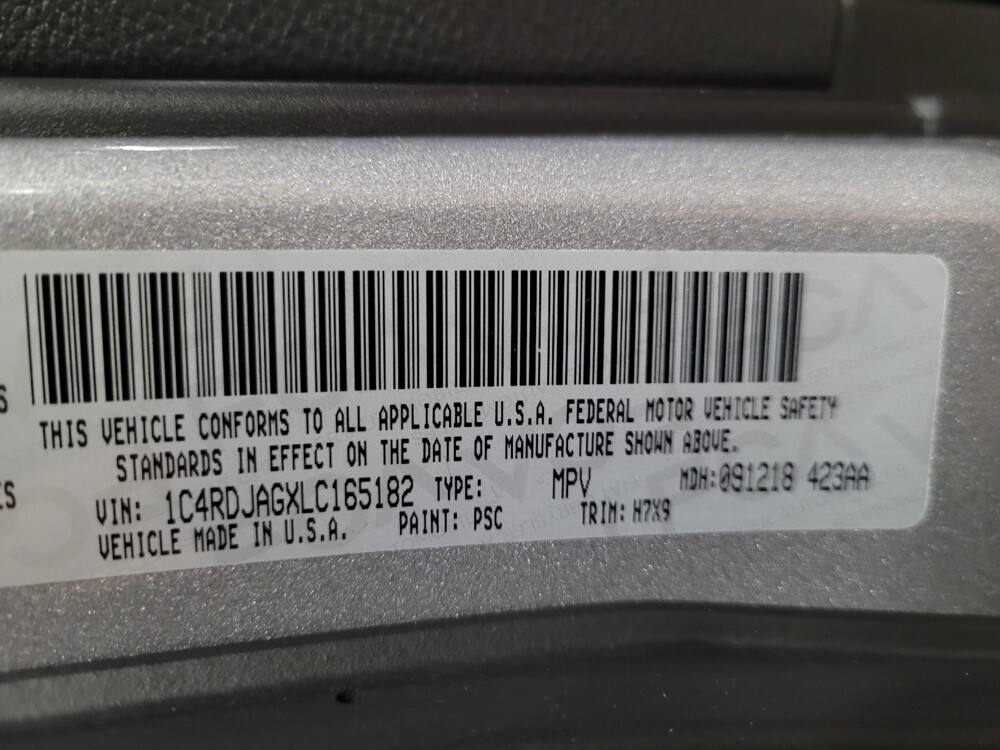 THIS VEHICLE CONFORMS TO ALL APPLICABLE U.S.A. FEDERAL MOTOR VEHICLE SAFETY
STANDARDS IN EFFECT ON THE DATE OF MANUFACTURE SHOWN ABOVE.
VIN: 1C4RDJAGXLC165182 TYPE: MPV MDH:091218 423AA
VEHICLE MADE IN U.S.A. PAINT: PSC TRIM: H7X9